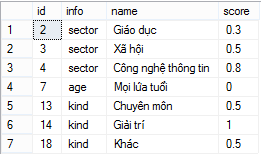 id info name score
1 2 sector Giáo dục 0.3
2 3 sector Xã hội 0.5
3 4 sector Công nghệ thông tin 0.8
4 7 age Mọi lứa tuổi 0
5 13 kind Chuyên môn 0.5
6 14 kind Giải trí 1
7 18 kind Khác 0.5